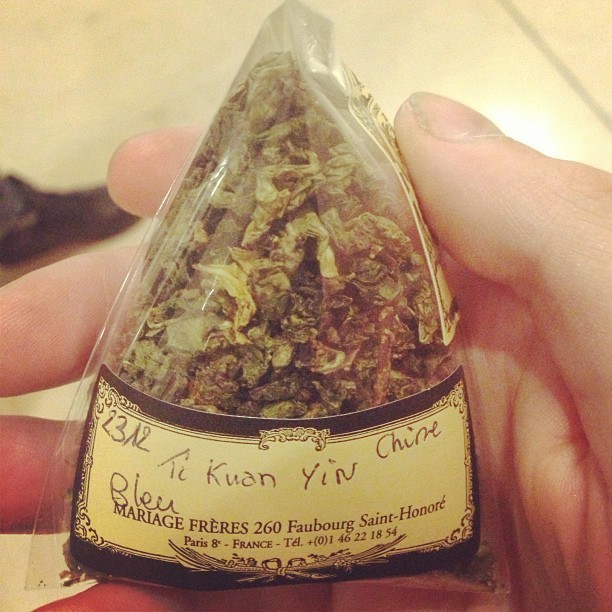 2312
Ti Kuan Yin Chine
Bleu
MARIAGE FRÈRES 260 Faubourg Saint-Honoré
Paris 8e - FRANCE - Tél. +(0)1 46 22 18 54